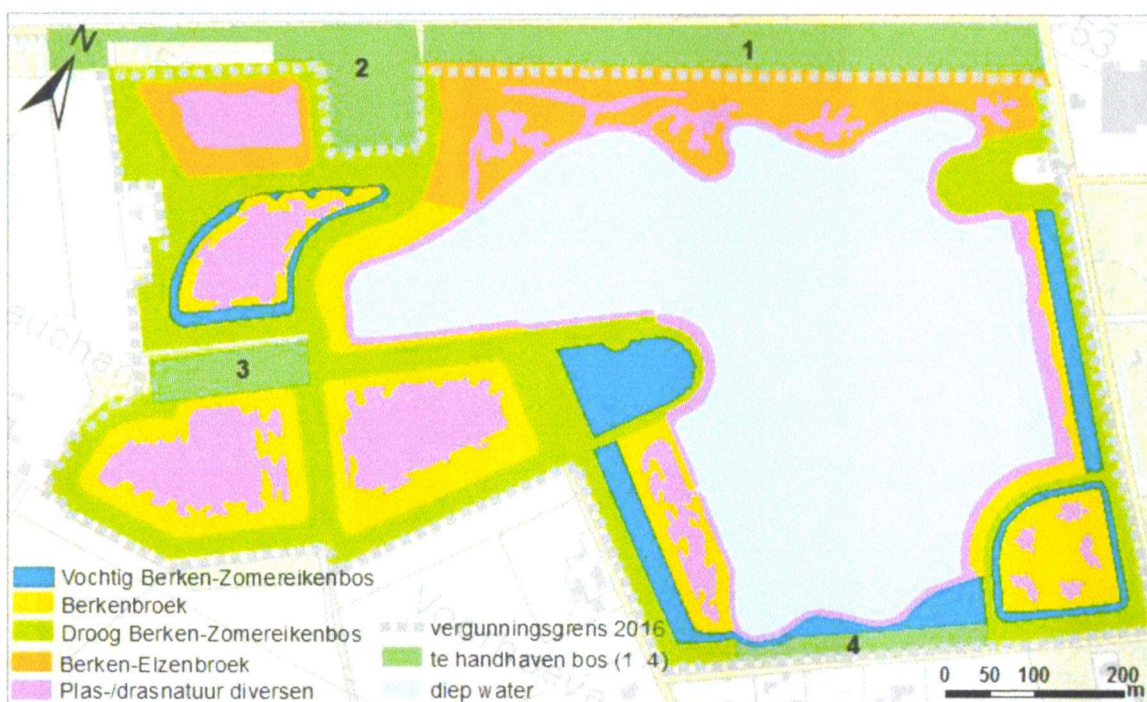 N
1
2
3
4
53
Vochtig Berken-Zomereikenbos
Berkenbroek
Droog Berken-Zomereikenbos
Berken-Elzenbroek
Plas-/drasnatuur diversen
vergunningsgrens 2016
te handhaven bos (1..4)
diep water
0 50 100 200
m